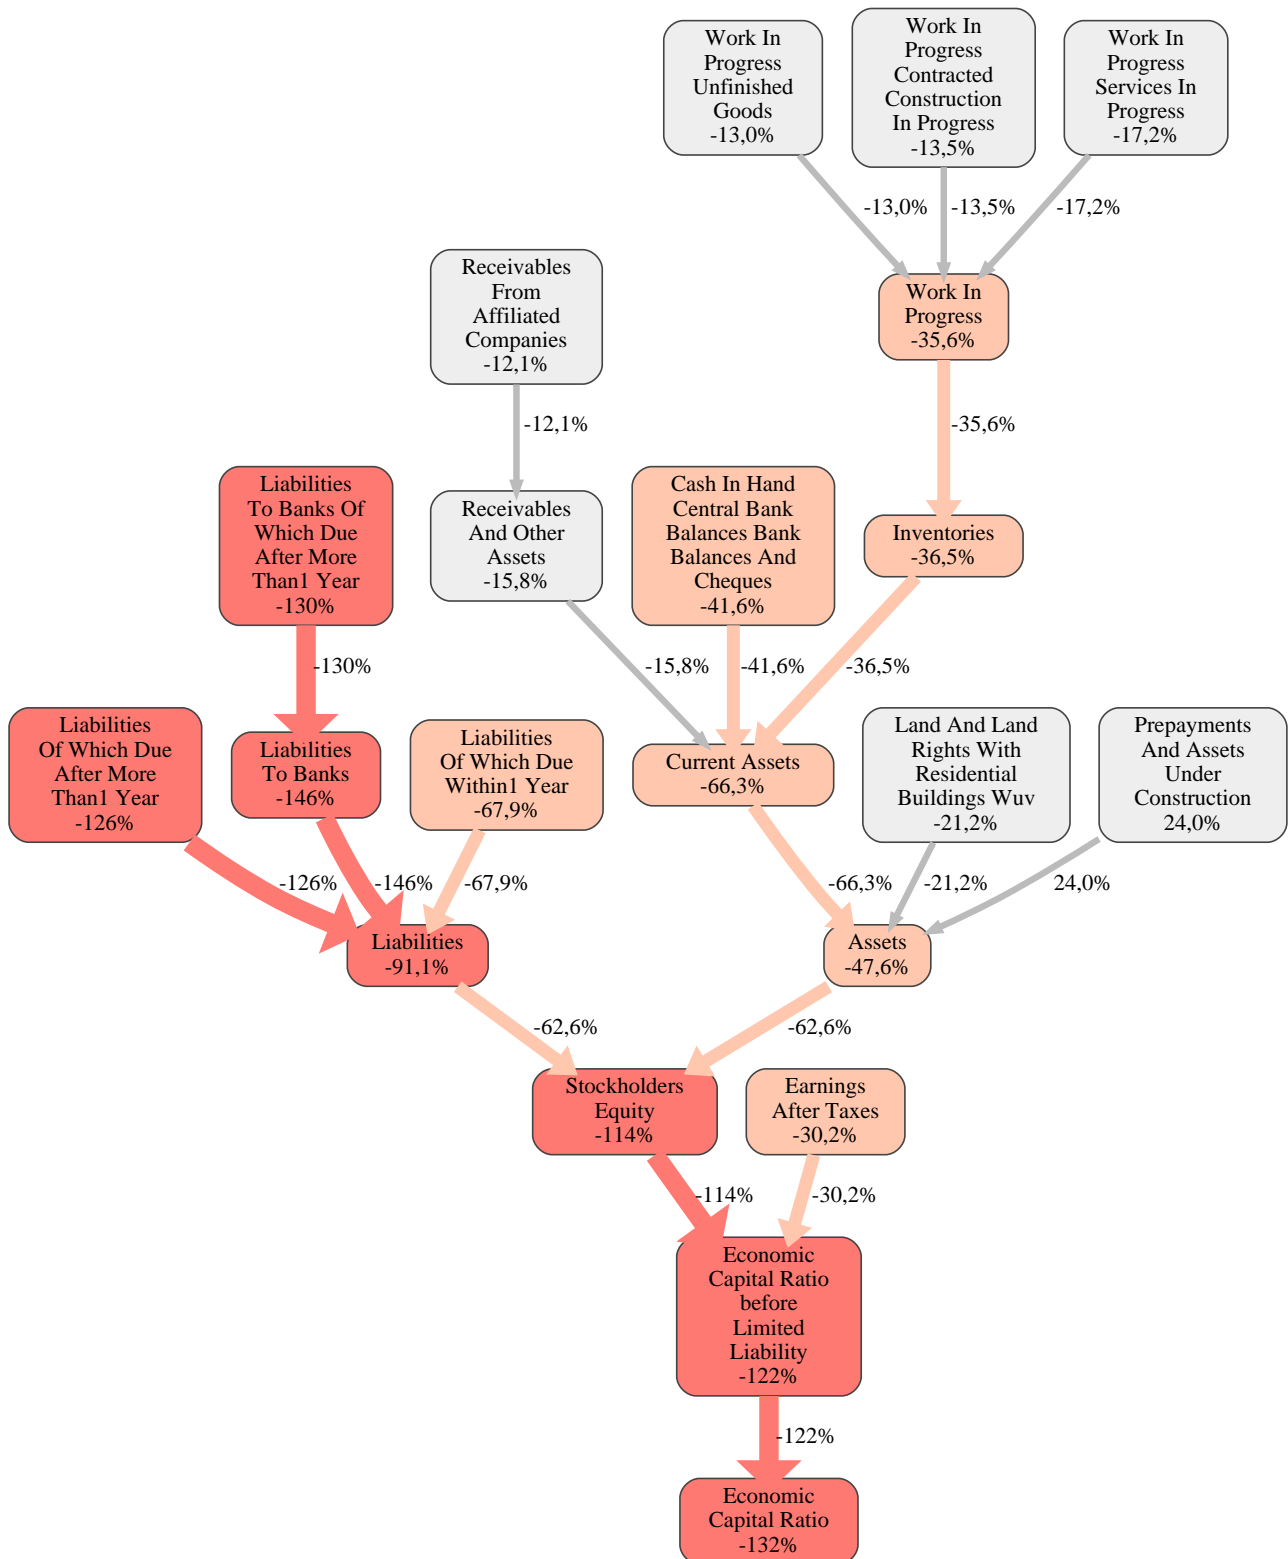 Work In
Progress
Unfinished
Goods
-13,0%
Work In
Progress
Contracted
Construction
In Progress
-13,5%
Work In
Progress
Services In
Progress
-17,2%
-13,0%
-13,5%
-17,2%
Receivables
From
Affiliated
Companies
-12,1%
Work In
Progress
-35,6%
-12,1%
-35,6%
Liabilities
To Banks Of
Which Due
After More
Than1 Year
-130%
Receivables
And Other
Assets
-15,8%
Cash In Hand
Central Bank
Balances Bank
Balances And
Cheques
-41,6%
Inventories
-36,5%
-130%
-15,8%
-41,6%
-36,5%
Liabilities
Of Which Due
After More
Than1 Year
-126%
Liabilities
To Banks
-146%
Liabilities
Of Which Due
Within1 Year
-67,9%
Current Assets
-66,3%
Land And Land
Rights With
Residential
Buildings Wuv
-21,2%
Prepayments
And Assets
Under
Construction
24,0%
-126%
-146%
-67,9%
-66,3%
-21,2%
24,0%
Liabilities
-91,1%
Assets
-47,6%
-62,6%
-62,6%
Stockholders
Equity
-114%
Earnings
After Taxes
-30,2%
-114%
-30,2%
Economic
Capital Ratio
before
Limited
Liability
-122%
-122%
Economic
Capital Ratio
-132%